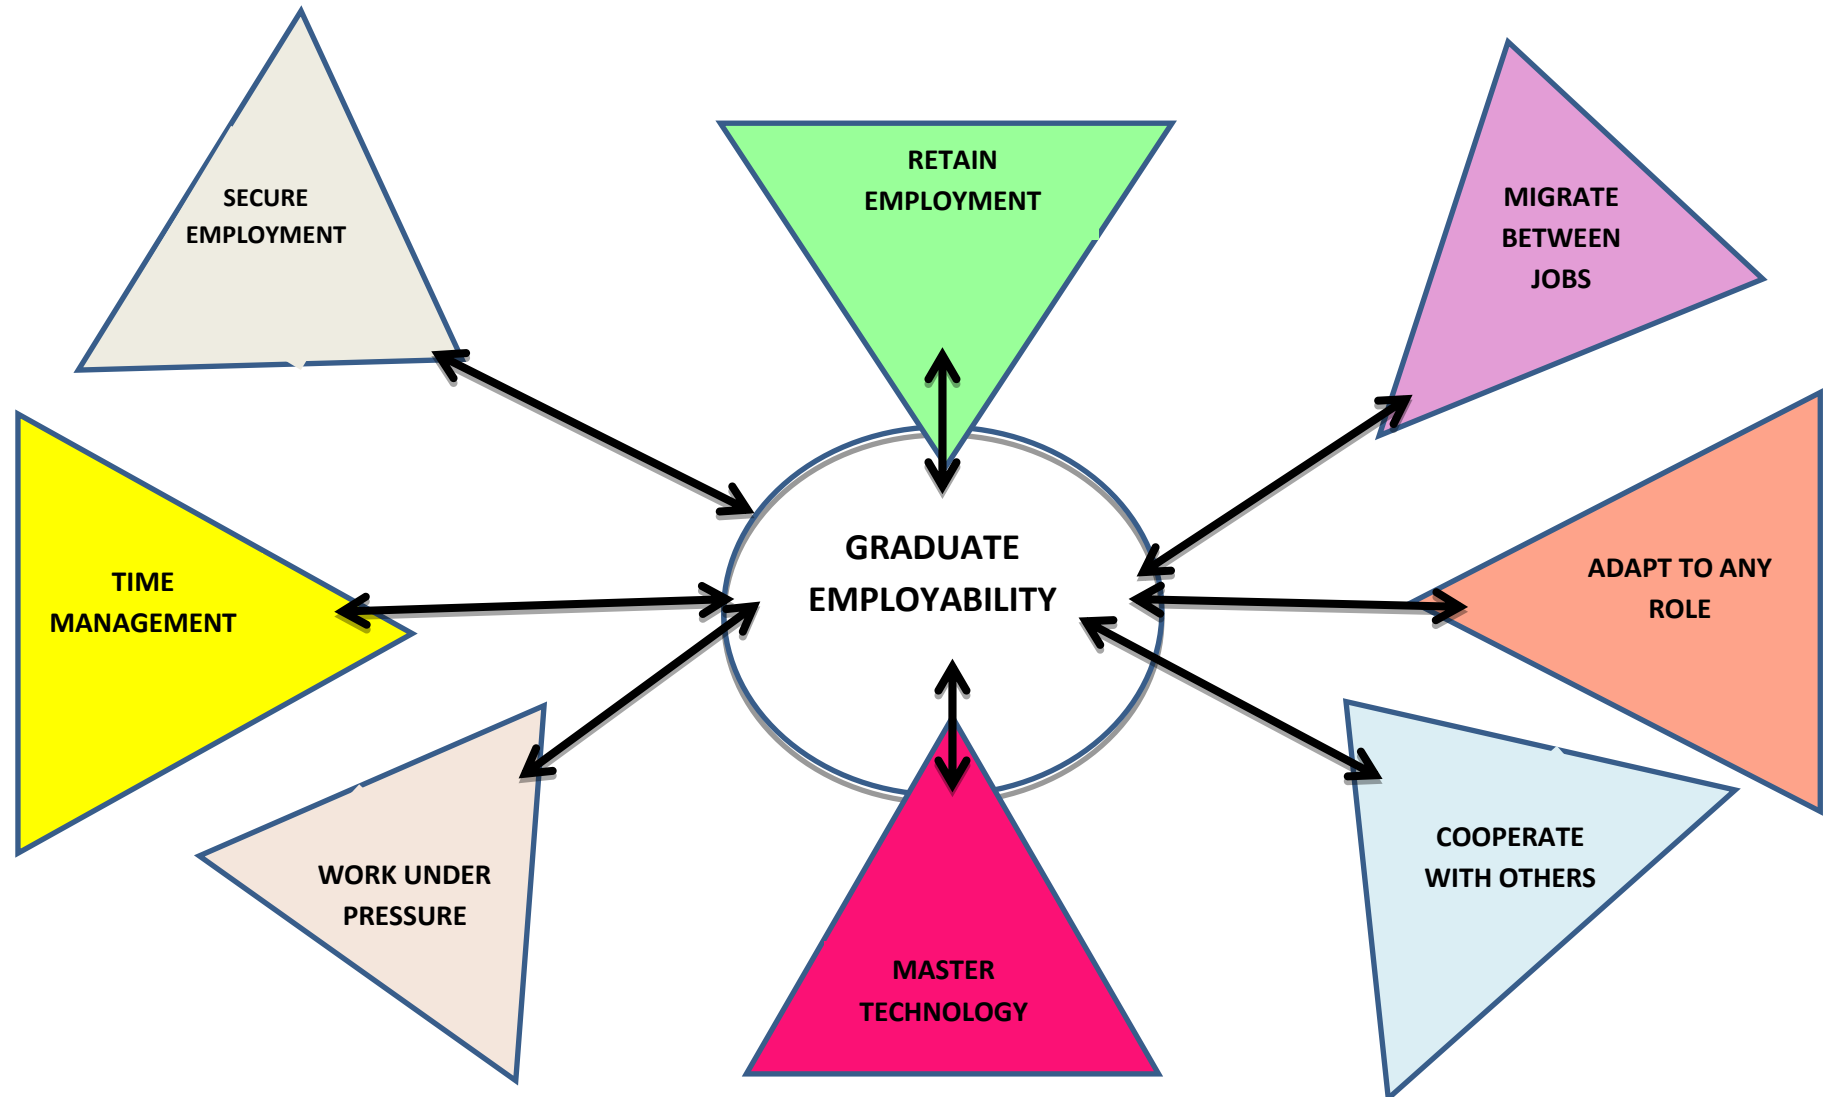 SECURE
EMPLOYMENT
RETAIN
EMPLOYMENT
MIGRATE
BETWEEN
JOBS
TIME
MANAGEMENT
GRADUATE
EMPLOYABILITY
ADAPT TO ANY
ROLE
WORK UNDER
PRESSURE
MASTER
TECHNOLOGY
COOPERATE
WITH OTHERS